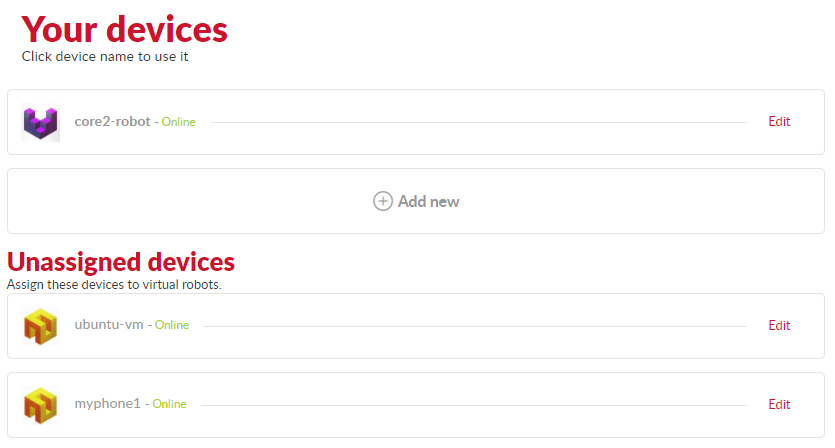 Your devices
Click device name to use it
core2-robot - Online Edit
Add new
Unassigned devices
Assign these devices to virtual robots.
ubuntu-vm - Online Edit
myphone1 - Online Edit